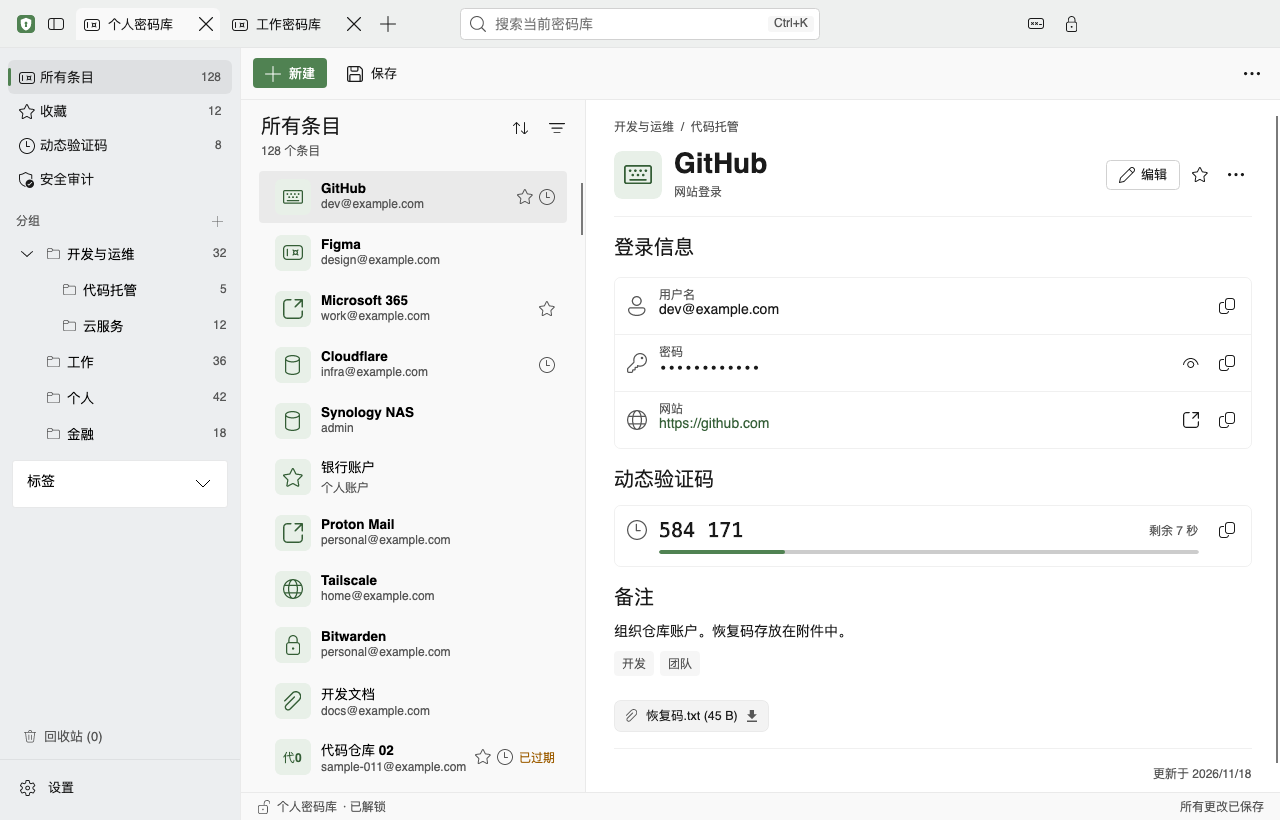 个人密码库
工作密码库
搜索当前密码库
Ctrl+K
所有条目 128
收藏 12
动态验证码 8
安全审计
分组
开发与运维 32
代码托管 5
云服务 12
工作 36
个人 42
金融 18
标签
回收站 (0)
设置
新建
保存
所有条目
128 个条目
GitHub
dev@example.com
Figma
design@example.com
Microsoft 365
work@example.com
Cloudflare
infra@example.com
Synology NAS
admin
银行账户
个人账户
Proton Mail
personal@example.com
Tailscale
home@example.com
Bitwarden
personal@example.com
开发文档
docs@example.com
代0
代码仓库 02
sample-011@example.com
已过期
开发与运维 / 代码托管
GitHub
网站登录
编辑
登录信息
用户名
dev@example.com
密码
••••••••••••
网站
https://github.com
动态验证码
584 171
剩余 7 秒
备注
组织仓库账户。恢复码存放在附件中。
开发
团队
恢复码.txt (45 B)
更新于 2026/11/18
个人密码库 · 已解锁
所有更改已保存